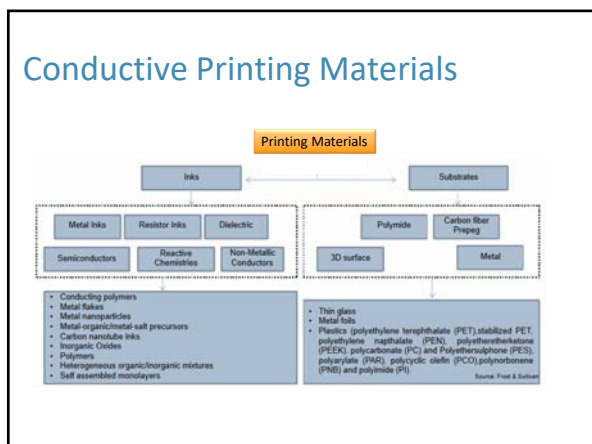 Conductive Printing Materials
Printing Materials
Inks
Substrates
Metal Inks
Resistor Inks
Dielectric
Semiconductors
Reactive
Chemistries
Non-Metallic
Conductors
Polymide
Carbon fiber
Prepeg
3D surface
Metal
• Conducting polymers
• Metal flakes
• Metal nanoparticles
• Metal-organic/metal-salt precursors
• Carbon nanotube inks
• Inorganic Oxides
• Polymers
• Heterogeneous organic/inorganic mixtures
• Self assembled monolayers
• Thin glass
• Metal foils
• Plastics (polyethylene terephthalate (PET),stabilized PET,
polyethylene napthalate (PEN), polyetheretherketone
(PEEK). polycarbonate (PC) and Polyethersulphone (PES),
polyarylate (PAR), polycyclic olefin (PCO).polynorbonene
(PNB) and polyimide (PI).
Source: Frost & Sullivan